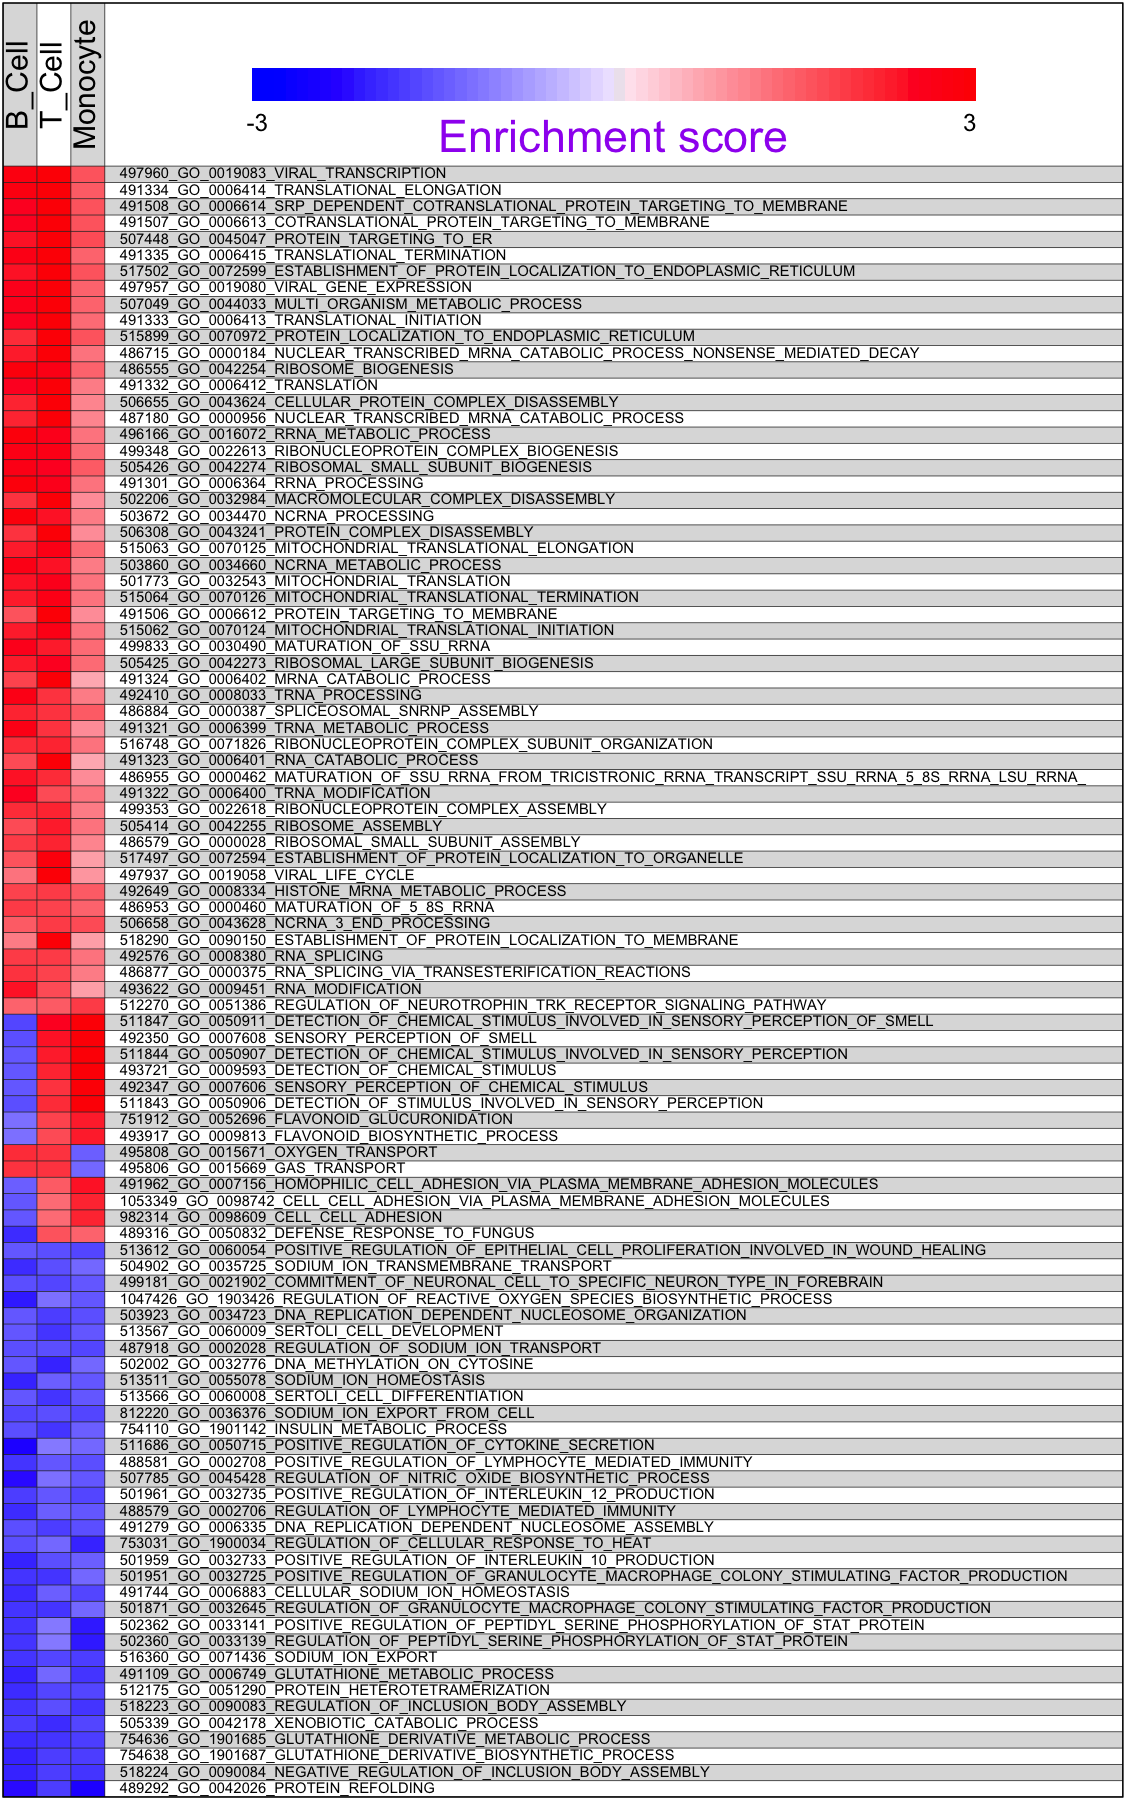 B_Cell
T_Cell
Monocyte
-3
3
Enrichment score
497960_GO_0019083_VIRAL_TRANSCRIPTION
491334_GO_0006414_TRANSLATIONAL_ELONGATION
491508_GO_0006614_SRP_DEPENDENT_COTRANSLATIONAL_PROTEIN_TARGETING_TO_MEMBRANE
491507_GO_0006613_COTRANSLATIONAL_PROTEIN_TARGETING_TO_MEMBRANE
507448_GO_0045047_PROTEIN_TARGETING_TO_ER
491335_GO_0006415_TRANSLATIONAL_TERMINATION
517502_GO_0072599_ESTABLISHMENT_OF_PROTEIN_LOCALIZATION_TO_ENDOPLASMIC_RETICULUM
497957_GO_0019080_VIRAL_GENE_EXPRESSION
507049_GO_0044033_MULTI_ORGANISM_METABOLIC_PROCESS
491333_GO_0006413_TRANSLATIONAL_INITIATION
515899_GO_0070972_PROTEIN_LOCALIZATION_TO_ENDOPLASMIC_RETICULUM
486715_GO_0000184_NUCLEAR_TRANSCRIBED_MRNA_CATABOLIC_PROCESS_NONSENSE_MEDIATED_DECAY
486555_GO_0042254_RIBOSOME_BIOGENESIS
491332_GO_0006412_TRANSLATION
506655_GO_0043624_CELLULAR_PROTEIN_COMPLEX_DISASSEMBLY
487180_GO_0000956_NUCLEAR_TRANSCRIBED_MRNA_CATABOLIC_PROCESS
496166_GO_0016072_RRNA_METABOLIC_PROCESS
499348_GO_0022613_RIBONUCLEOPROTEIN_COMPLEX_BIOGENESIS
505426_GO_0042274_RIBOSOMAL_SMALL_SUBUNIT_BIOGENESIS
491301_GO_0006364_RRNA_PROCESSING
502206_GO_0032984_MACROMOLECULAR_COMPLEX_DISASSEMBLY
503672_GO_0034470_NCRNA_PROCESSING
506308_GO_0043241_PROTEIN_COMPLEX_DISASSEMBLY
515063_GO_0070125_MITOCHONDRIAL_TRANSLATIONAL_ELONGATION
503860_GO_0034660_NCRNA_METABOLIC_PROCESS
501773_GO_0032543_MITOCHONDRIAL_TRANSLATION
515064_GO_0070126_MITOCHONDRIAL_TRANSLATIONAL_TERMINATION
491506_GO_0006612_PROTEIN_TARGETING_TO_MEMBRANE
515062_GO_0070124_MITOCHONDRIAL_TRANSLATIONAL_INITIATION
499833_GO_0030490_MATURATION_OF_SSU_RRNA
505425_GO_0042273_RIBOSOMAL_LARGE_SUBUNIT_BIOGENESIS
491324_GO_0006402_MRNA_CATABOLIC_PROCESS
492410_GO_0008033_TRNA_PROCESSING
486884_GO_0000387_SPLICEOSOMAL_SNRNP_ASSEMBLY
491321_GO_0006399_TRNA_METABOLIC_PROCESS
516748_GO_0071826_RIBONUCLEOPROTEIN_COMPLEX_SUBUNIT_ORGANIZATION
491323_GO_0006401_RNA_CATABOLIC_PROCESS
486955_GO_0000462_MATURATION_OF_SSU_RRNA_FROM_TRICISTRONIC_RRNA_TRANSCRIPT_SSU_RRNA_5_8S_RRNA_LSU_RRNA_
491322_GO_0006400_TRNA_MODIFICATION
499353_GO_0022618_RIBONUCLEOPROTEIN_COMPLEX_ASSEMBLY
505414_GO_0042255_RIBOSOME_ASSEMBLY
486579_GO_0000028_RIBOSOMAL_SMALL_SUBUNIT_ASSEMBLY
517497_GO_0072594_ESTABLISHMENT_OF_PROTEIN_LOCALIZATION_TO_ORGANELLE
497937_GO_0019058_VIRAL_LIFE_CYCLE
492649_GO_0008334_HISTONE_MRNA_METABOLIC_PROCESS
486953_GO_0000460_MATURATION_OF_5_8S_RRNA
506658_GO_0043628_NCRNA_3_END_PROCESSING
518290_GO_0090150_ESTABLISHMENT_OF_PROTEIN_LOCALIZATION_TO_MEMBRANE
492576_GO_0008380_RNA_SPLICING
486877_GO_0000375_RNA_SPLICING_VIA_TRANSESTERIFICATION_REACTIONS
493622_GO_0009451_RNA_MODIFICATION
512270_GO_0051386_REGULATION_OF_NEUROTROPHIN_TRK_RECEPTOR_SIGNALING_PATHWAY
511847_GO_0050911_DETECTION_OF_CHEMICAL_STIMULUS_INVOLVED_IN_SENSORY_PERCEPTION_OF_SMELL
492350_GO_0007608_SENSORY_PERCEPTION_OF_SMELL
511844_GO_0050907_DETECTION_OF_CHEMICAL_STIMULUS_INVOLVED_IN_SENSORY_PERCEPTION
493721_GO_0009593_DETECTION_OF_CHEMICAL_STIMULUS
492347_GO_0007606_SENSORY_PERCEPTION_OF_CHEMICAL_STIMULUS
511843_GO_0050906_DETECTION_OF_STIMULUS_INVOLVED_IN_SENSORY_PERCEPTION
751912_GO_0052696_FLAVONOID_GLUCURONIDATION
493917_GO_0009813_FLAVONOID_BIOSYNTHETIC_PROCESS
495808_GO_0015671_OXYGEN_TRANSPORT
495806_GO_0015669_GAS_TRANSPORT
491962_GO_0007156_HOMOPHILIC_CELL_ADHESION_VIA_PLASMA_MEMBRANE_ADHESION_MOLECULES
1053349_GO_0098742_CELL_CELL_ADHESION_VIA_PLASMA_MEMBRANE_ADHESION_MOLECULES
982314_GO_0098609_CELL_CELL_ADHESION
489316_GO_0050832_DEFENSE_RESPONSE_TO_FUNGUS
513612_GO_0060054_POSITIVE_REGULATION_OF_EPITHELIAL_CELL_PROLIFERATION_INVOLVED_IN_WOUND_HEALING
504902_GO_0035725_SODIUM_ION_TRANSMEMBRANE_TRANSPORT
499181_GO_0021902_COMMITMENT_OF_NEURONAL_CELL_TO_SPECIFIC_NEURON_TYPE_IN_FOREBRAIN
1047426_GO_1903426_REGULATION_OF_REACTIVE_OXYGEN_SPECIES_BIOSYNTHETIC_PROCESS
503923_GO_0034723_DNA_REPLICATION_DEPENDENT_NUCLEOSOME_ORGANIZATION
513567_GO_0060009_SERTOLI_CELL_DEVELOPMENT
487918_GO_0002028_REGULATION_OF_SODIUM_ION_TRANSPORT
502002_GO_0032776_DNA_METHYLATION_ON_CYTOSINE
513511_GO_0055078_SODIUM_ION_HOMEOSTASIS
513566_GO_0060008_SERTOLI_CELL_DIFFERENTIATION
812220_GO_0036376_SODIUM_ION_EXPORT_FROM_CELL
754110_GO_1901142_INSULIN_METABOLIC_PROCESS
511686_GO_0050715_POSITIVE_REGULATION_OF_CYTOKINE_SECRETION
488581_GO_0002708_POSITIVE_REGULATION_OF_LYMPHOCYTE_MEDIATED_IMMUNITY
507785_GO_0045428_REGULATION_OF_NITRIC_OXIDE_BIOSYNTHETIC_PROCESS
501961_GO_0032735_POSITIVE_REGULATION_OF_INTERLEUKIN_12_PRODUCTION
488579_GO_0002706_REGULATION_OF_LYMPHOCYTE_MEDIATED_IMMUNITY
491279_GO_0006335_DNA_REPLICATION_DEPENDENT_NUCLEOSOME_ASSEMBLY
753031_GO_1900034_REGULATION_OF_CELLULAR_RESPONSE_TO_HEAT
501959_GO_0032733_POSITIVE_REGULATION_OF_INTERLEUKIN_10_PRODUCTION
501951_GO_0032725_POSITIVE_REGULATION_OF_GRANULOCYTE_MACROPHAGE_COLONY_STIMULATING_FACTOR_PRODUCTION
491744_GO_0006883_CELLULAR_SODIUM_ION_HOMEOSTASIS
501871_GO_0032645_REGULATION_OF_GRANULOCYTE_MACROPHAGE_COLONY_STIMULATING_FACTOR_PRODUCTION
502362_GO_0033141_POSITIVE_REGULATION_OF_PEPTIDYL_SERINE_PHOSPHORYLATION_OF_STAT_PROTEIN
502360_GO_0033139_REGULATION_OF_PEPTIDYL_SERINE_PHOSPHORYLATION_OF_STAT_PROTEIN
516360_GO_0071436_SODIUM_ION_EXPORT
491109_GO_0006749_GLUTATHIONE_METABOLIC_PROCESS
512175_GO_0051290_PROTEIN_HETEROTETRAMERIZATION
518223_GO_0090083_REGULATION_OF_INCLUSION_BODY_ASSEMBLY
505339_GO_0042178_XENOBIOTIC_CATABOLIC_PROCESS
754636_GO_1901685_GLUTATHIONE_DERIVATIVE_METABOLIC_PROCESS
754638_GO_1901687_GLUTATHIONE_DERIVATIVE_BIOSYNTHETIC_PROCESS
518224_GO_0090084_NEGATIVE_REGULATION_OF_INCLUSION_BODY_ASSEMBLY
489292_GO_0042026_PROTEIN_REFOLDING